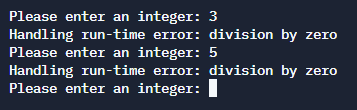 Please enter an integer: 3
Handling run-time error: division by zero
Please enter an integer: 5
Handling run-time error: division by zero
Please enter an integer: